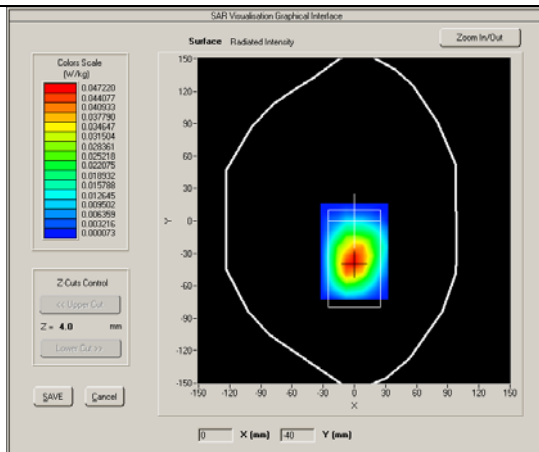 SAR Visualisation Graphical Interface
Surface Radiated Intensity
Zoom In/Out
Colors Scale
(W/kg)
0.047220
0.044077
0.040933
0.037790
0.034647
0.031504
0.028361
0.025218
0.022075
0.018932
0.015788
0.012645
0.009502
0.006359
0.003216
0.000073
Z Cuts Control
<< Upper Cut
Z = 4.0 mm
Lower Cut >>
SAVE Cancel
150
120
90
60
30
0
-30
-60
-90
-120
-150
Y
-150 -120 -90 -60 -30 0 30 60 90 120 150
X
0 X (mm) -40 Y (mm)